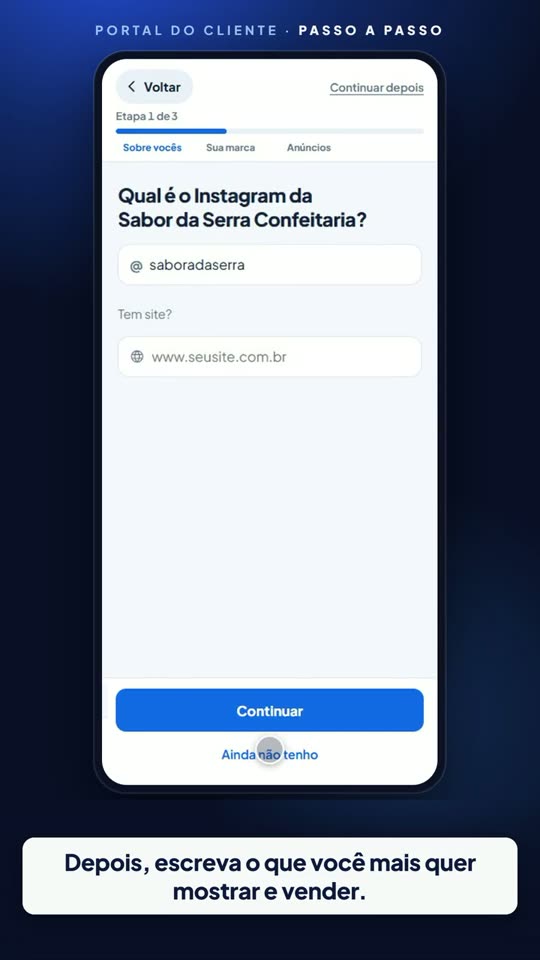 PORTAL DO CLIENTE · PASSO A PASSO
Voltar
Continuar depois
Etapa 1 de 3
Sobre vocês Sua marca Anúncios
Qual é o Instagram da
Sabor da Serra Confeitaria?
@ saboradaserra
Tem site?
www.seusite.com.br
Continuar
Ainda não tenho
Depois, escreva o que você mais quer
mostrar e vender.